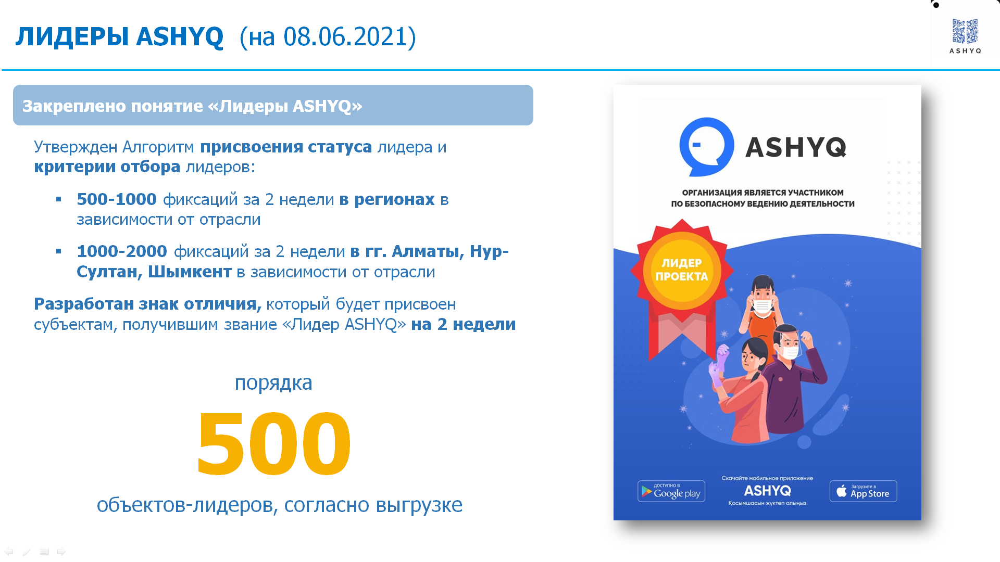 ЛИДЕРЫ ASHYQ (на 08.06.2021)
ASHYQ
Закреплено понятие «Лидеры ASHYQ»
Утвержден Алгоритм присвоения статуса лидера и
критерии отбора лидеров:
▪ 500-1000 фиксаций за 2 недели в регионах в
зависимости от отрасли
▪ 1000-2000 фиксаций за 2 недели в гг. Алматы, Нур-
Султан, Шымкент в зависимости от отрасли
Разработан знак отличия, который будет присвоен
субъектам, получившим звание «Лидер ASHYQ» на 2 недели
порядка
500
объектов-лидеров, согласно выгрузке
ASHYQ
ОРГАНИЗАЦИЯ ЯВЛЯЕТСЯ УЧАСТНИКОМ
ПО БЕЗОПАСНОМУ ВЕДЕНИЮ ДЕЯТЕЛЬНОСТИ
ЛИДЕР
ПРОЕКТА
ДОСТУПНО В
Google play
Скачайте мобильное приложение
ASHYQ
Қосымшасын жүктеп алыңыз
Загрузите в
App Store